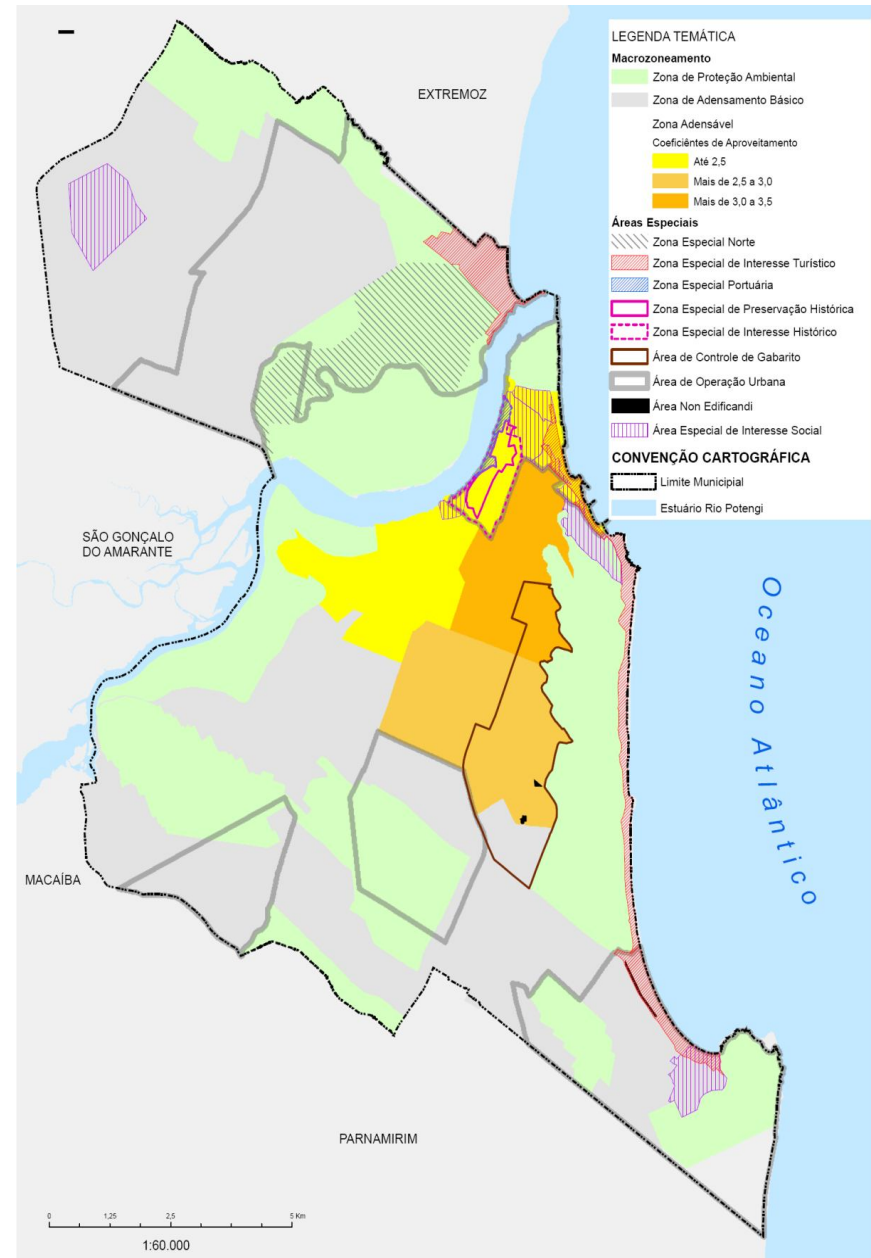 EXTREMOZ
SÃO GONÇALO
DO AMARANTE
MACAÍBA
PARNAMIRIM
Oceano Atlântico
LEGENDA TEMÁTICA
Macrozoneamento
Zona de Proteção Ambiental
Zona de Adensamento Básico
Zona Adensável
Coeficiêntes de Aproveitamento
Até 2,5
Mais de 2,5 a 3,0
Mais de 3,0 a 3,5
Áreas Especiais
Zona Especial Norte
Zona Especial de Interesse Turístico
Zona Especial Portuária
Zona Especial de Preservação Histórica
Zona Especial de Interesse Histórico
Área de Controle de Gabarito
Área de Operação Urbana
Área Non Edificandi
Área Especial de Interesse Social
CONVENÇÃO CARTOGRÁFICA
Limite Municipal
Estuário Rio Potengi
0 1,25 2,5 5 Km
1:60.000